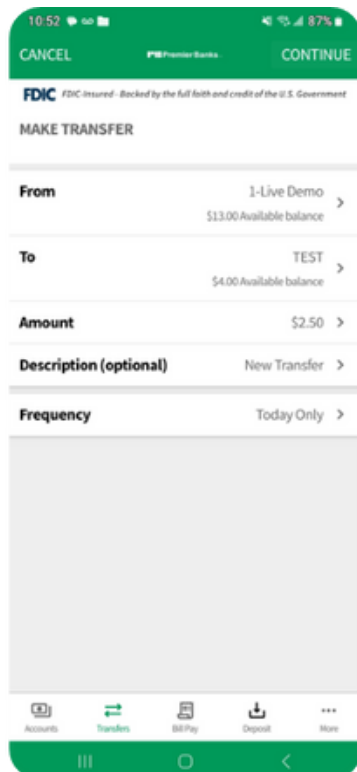 10:52 87%
CANCEL Premier Banks CONTINUE
FDIC FDIC-Insured - Backed by the full faith and credit of the U.S. Government
MAKE TRANSFER
From 1-Live Demo
$13.00 Available balance
To TEST
$4.00 Available balance
Amount $2.50
Description (optional) New Transfer
Frequency Today Only
Accounts Transfers Bill Pay Deposit More